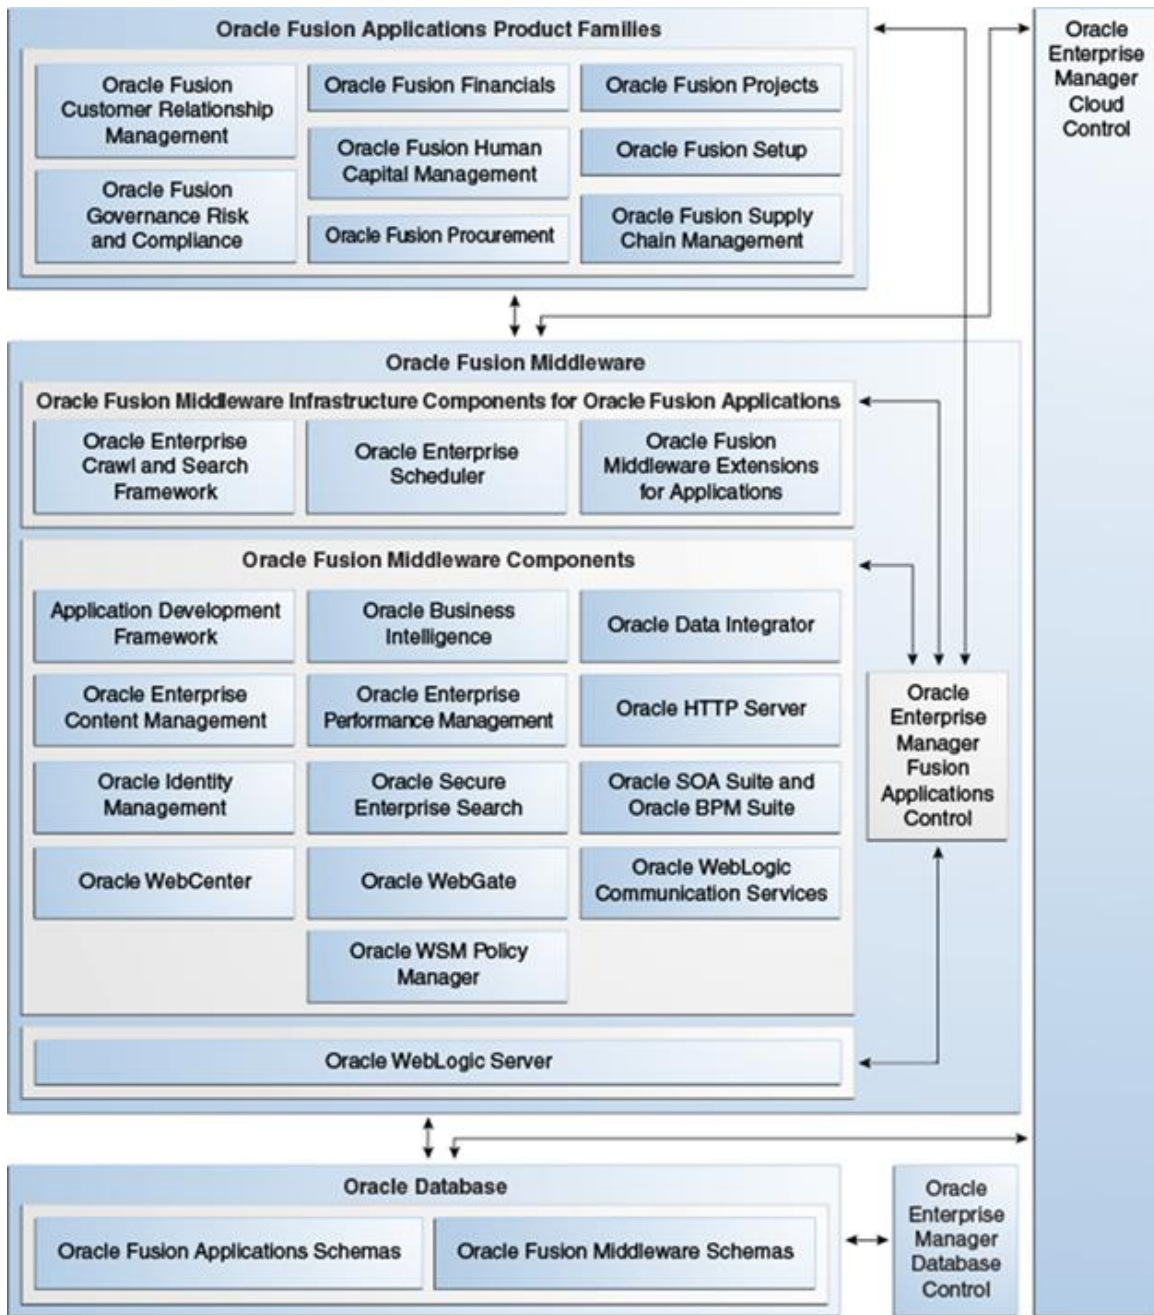 Oracle Fusion Applications Product Families
Oracle Fusion
Customer Relationship
Management
Oracle Fusion Financials
Oracle Fusion Projects
Oracle Fusion Human
Capital Management
Oracle Fusion Setup
Oracle Fusion
Governance Risk
and Compliance
Oracle Fusion Procurement
Oracle Fusion Supply
Chain Management
Oracle
Enterprise
Manager
Cloud
Control
Oracle Fusion Middleware
Oracle Fusion Middleware Infrastructure Components for Oracle Fusion Applications
Oracle Enterprise
Crawl and Search
Framework
Oracle Enterprise
Scheduler
Oracle Fusion
Middleware Extensions
for Applications
Oracle Fusion Middleware Components
Application Development
Framework
Oracle Business
Intelligence
Oracle Data Integrator
Oracle Enterprise
Content Management
Oracle Enterprise
Performance Management
Oracle HTTP Server
Oracle Identity
Management
Oracle Secure
Enterprise Search
Oracle SOA Suite and
Oracle BPM Suite
Oracle WebCenter
Oracle WebGate
Oracle WebLogic
Communication Services
Oracle WSM Policy
Manager
Oracle
Enterprise
Manager
Fusion
Applications
Control
Oracle WebLogic Server
Oracle Database
Oracle Fusion Applications Schemas
Oracle Fusion Middleware Schemas
Oracle
Enterprise
Manager
Database
Control